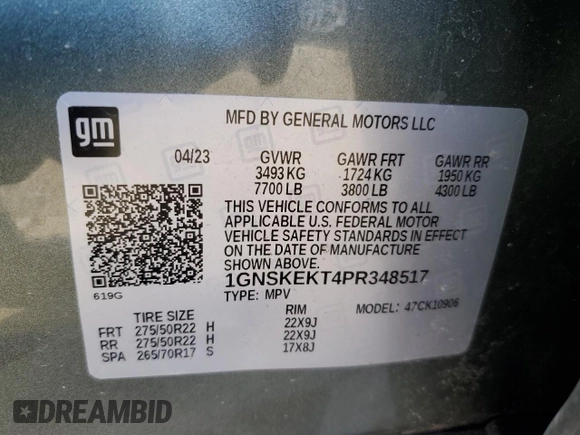 gm
MFD BY GENERAL MOTORS LLC
04/23 GVWR GAWR FRT GAWR RR
3493 KG 1724 KG 1950 KG
7700 LB 3800 LB 4300 LB
THIS VEHICLE CONFORMS TO ALL
APPLICABLE U.S. FEDERAL MOTOR
VEHICLE SAFETY STANDARDS IN EFFECT
ON THE DATE OF MANUFACTURE
SHOWN ABOVE.
619G
1GNSKEKT4PR348517
TYPE: MPV MODEL: 47CK10906
TIRE SIZE RIM
FRT 275/50R22 H 22X9J
RR 275/50R22 H 22X9J
SPA 265/70R17 S 17X8J
DREAMBID